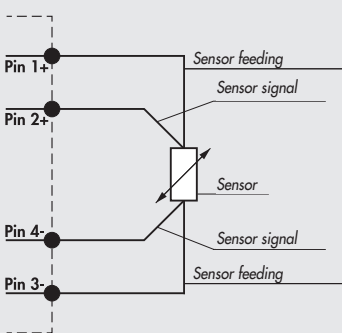 Sensor feeding
Pin 1+
Sensor signal
Pin 2+
Sensor
Pin 4-
Sensor signal
Sensor feeding
Pin 3-